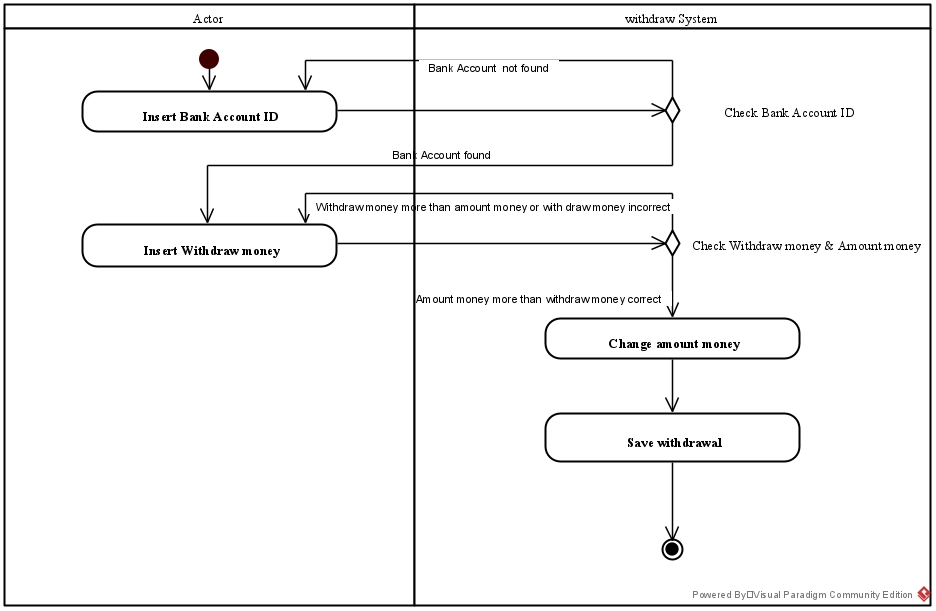 Actor
withdraw System
Bank Account not found
Insert Bank Account ID
Check Bank Account ID
Bank Account found
Withdraw money more than amount money or with draw money incorrect
Insert Withdraw money
Check Withdraw money & Amount money
Amount money more than withdraw money correct
Change amount money
Save withdrawal
Powered By□Visual Paradigm Community Edition